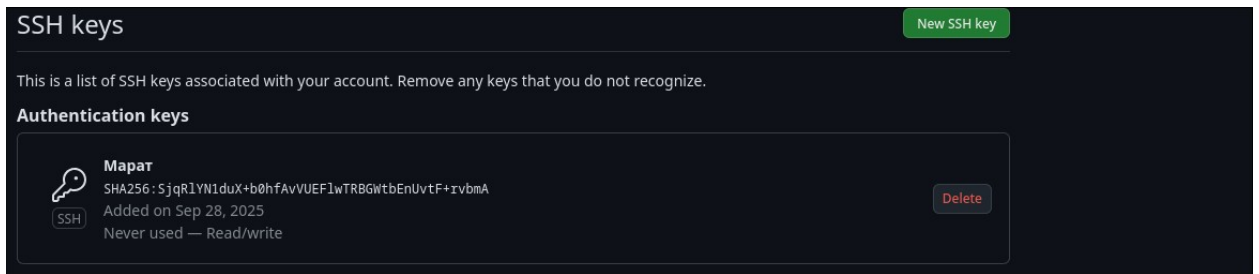 SSH keys
New SSH key
This is a list of SSH keys associated with your account. Remove any keys that you do not recognize.
Authentication keys
Марат
SHA256:SjqRlYN1duX+b0hfAvVUEFlwTRBGWtbEnUvtF+rvbmA
Added on Sep 28, 2025
Never used — Read/write
SSH
Delete